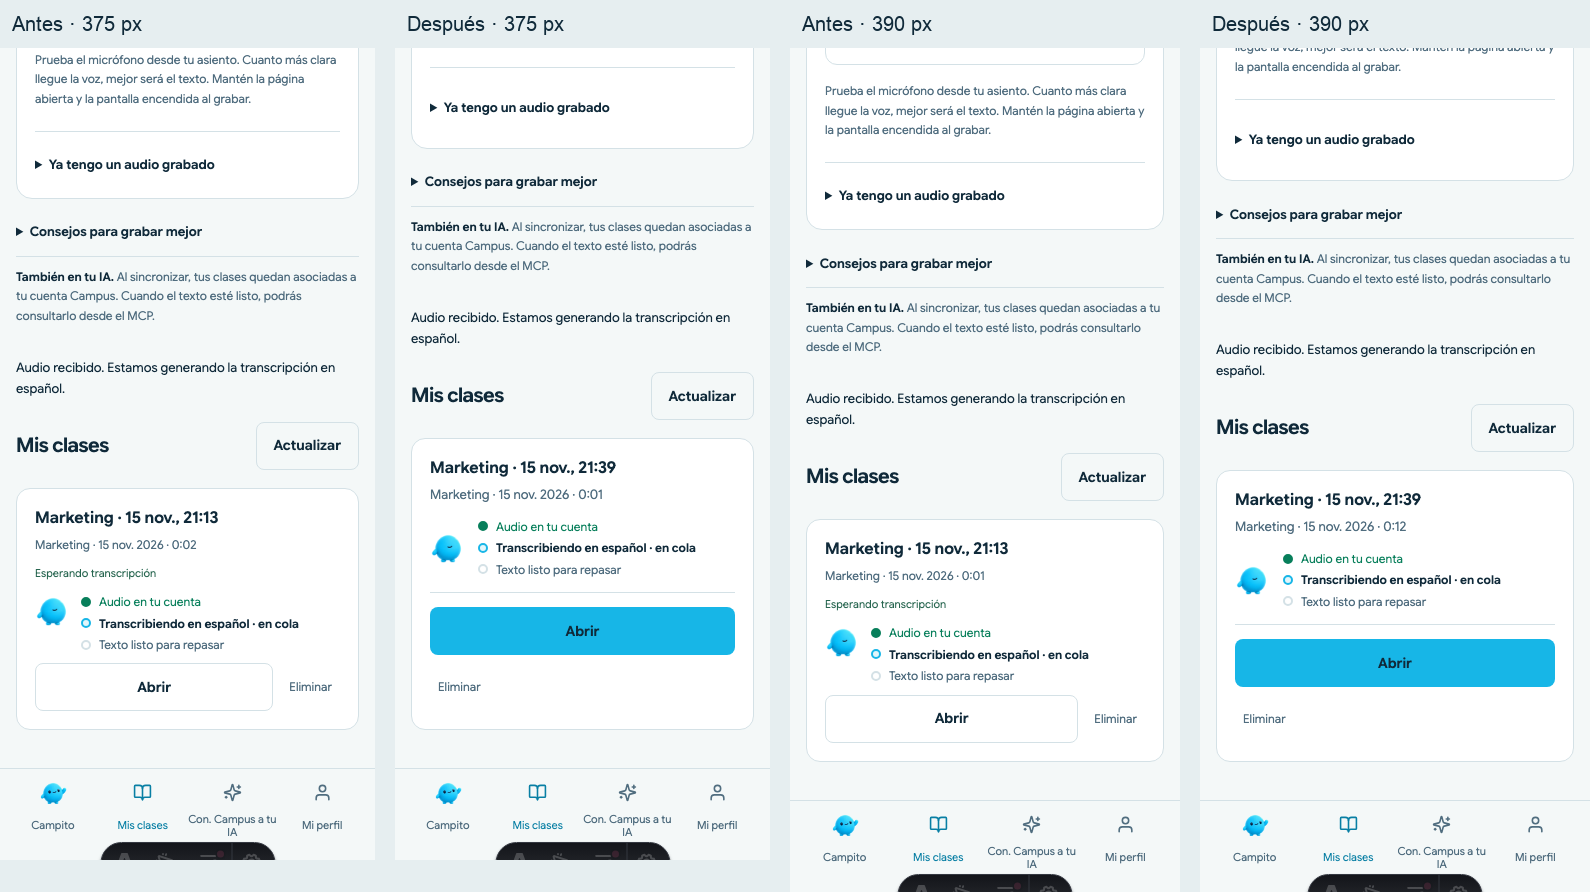 Antes · 375 px
Prueba el micrófono desde tu asiento. Cuanto más clara
llegue la voz, mejor será el texto. Mantén la página
abierta y la pantalla encendida al grabar.
▶ Ya tengo un audio grabado
▶ Consejos para grabar mejor
También en tu IA. Al sincronizar, tus clases quedan asociadas a
tu cuenta Campus. Cuando el texto esté listo, podrás
consultarlo desde el MCP.
Audio recibido. Estamos generando la transcripción en
español.
Mis clases
Actualizar
Marketing · 15 nov., 21:13
Marketing · 15 nov. 2026 · 0:02
Esperando transcripción
Audio en tu cuenta
Transcribiendo en español · en cola
Texto listo para repasar
Abrir
Eliminar
Campito
Mis clases
Con. Campus a tu
IA
Mi perfil
Después · 375 px
▶ Ya tengo un audio grabado
▶ Consejos para grabar mejor
También en tu IA. Al sincronizar, tus clases quedan asociadas a
tu cuenta Campus. Cuando el texto esté listo, podrás
consultarlo desde el MCP.
Audio recibido. Estamos generando la transcripción en
español.
Mis clases
Actualizar
Marketing · 15 nov., 21:39
Marketing · 15 nov. 2026 · 0:01
Audio en tu cuenta
Transcribiendo en español · en cola
Texto listo para repasar
Abrir
Eliminar
Campito
Mis clases
Con. Campus a tu
IA
Mi perfil
Antes · 390 px
Prueba el micrófono desde tu asiento. Cuanto más clara
llegue la voz, mejor será el texto. Mantén la página abierta y
la pantalla encendida al grabar.
▶ Ya tengo un audio grabado
▶ Consejos para grabar mejor
También en tu IA. Al sincronizar, tus clases quedan asociadas a tu
cuenta Campus. Cuando el texto esté listo, podrás consultarlo
desde el MCP.
Audio recibido. Estamos generando la transcripción en
español.
Mis clases
Actualizar
Marketing · 15 nov., 21:13
Marketing · 15 nov. 2026 · 0:01
Esperando transcripción
Audio en tu cuenta
Transcribiendo en español · en cola
Texto listo para repasar
Abrir
Eliminar
Campito
Mis clases
Con. Campus a tu
IA
Mi perfil
Después · 390 px
llegue la voz, mejor será el texto. Mantén la página abierta y
la pantalla encendida al grabar.
▶ Ya tengo un audio grabado
▶ Consejos para grabar mejor
También en tu IA. Al sincronizar, tus clases quedan asociadas a tu
cuenta Campus. Cuando el texto esté listo, podrás consultarlo
desde el MCP.
Audio recibido. Estamos generando la transcripción en
español.
Mis clases
Actualizar
Marketing · 15 nov., 21:39
Marketing · 15 nov. 2026 · 0:12
Audio en tu cuenta
Transcribiendo en español · en cola
Texto listo para repasar
Abrir
Eliminar
Campito
Mis clases
Con. Campus a tu
IA
Mi perfil